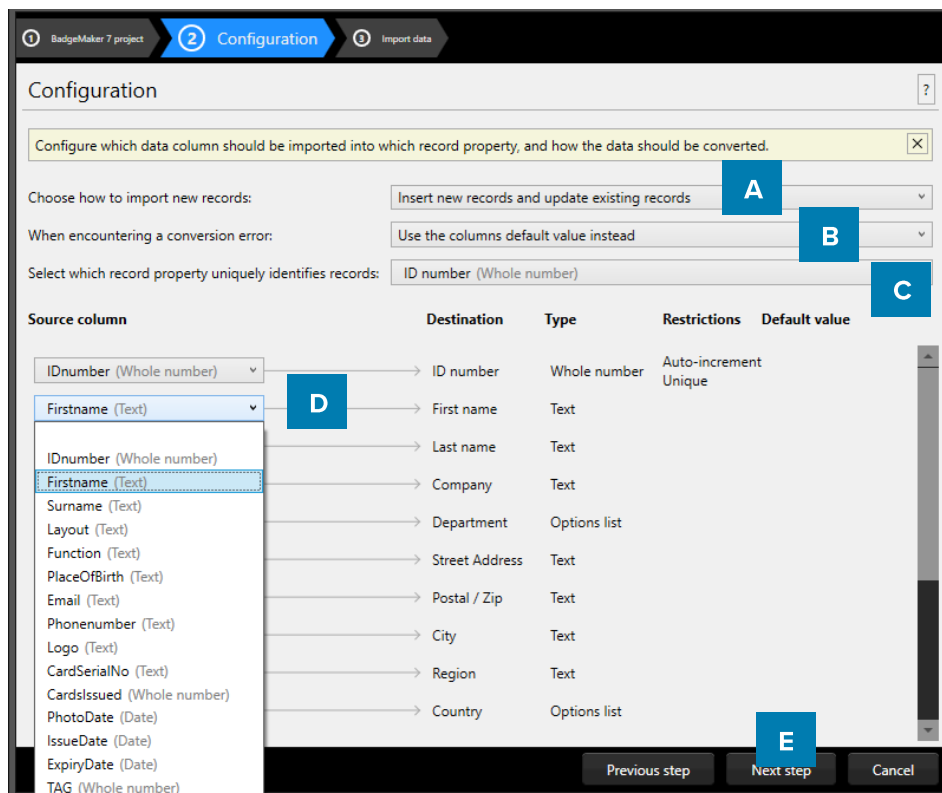 1 BadgeMaker 7 project 2 Configuration 3 Import data
Configuration ?
Configure which data column should be imported into which record property, and how the data should be converted.
A
Choose how to import new records: Insert new records and update existing records
B
When encountering a conversion error: Use the columns default value instead
Select which record property uniquely identifies records: ID number (Whole number)
C
Source column Destination Type Restrictions Default value
IDnumber (Whole number) ID number Whole number Auto-increment
Unique
D
Firstname (Text) First name Text
Last name Text
IDnumber (Whole number)
Firstname (Text) Company Text
Surname (Text)
Layout (Text) Department Options list
Function (Text) Street Address Text
PlaceOfBirth (Text)
Email (Text) Postal / Zip Text
Phonenumber (Text)
City Text
Logo (Text)
CardSerialNo (Text) Region Text
CardsIssued (Whole number)
PhotoDate (Date) Country Options list
IssueDate (Date)
E
ExpiryDate (Date)
Previous step Next step Cancel
TAG (Whole number)